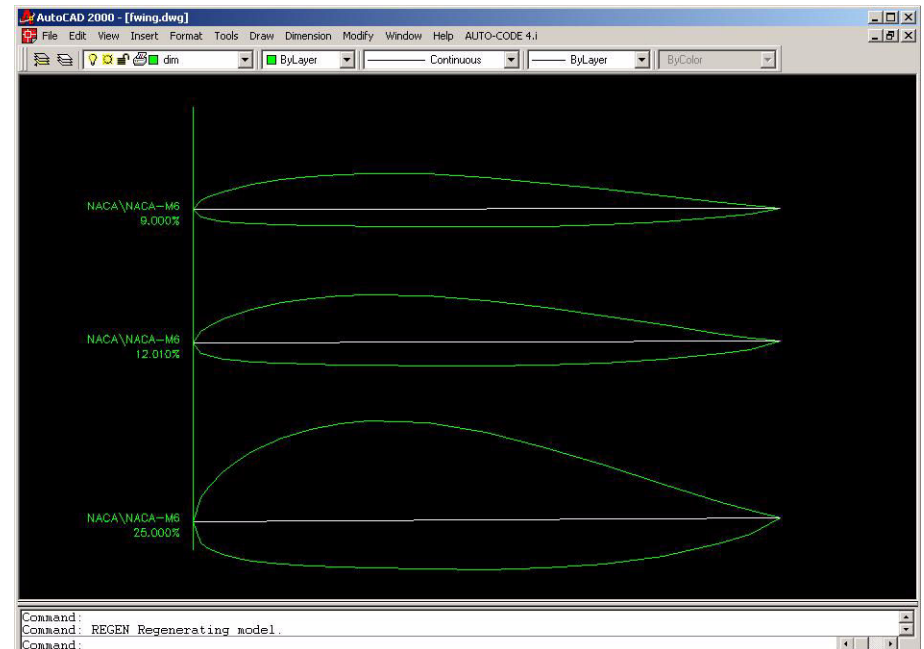 AutoCAD 2000 - [fwing.dwg]
File Edit View Insert Format Tools Draw Dimension Modify Window Help AUTO-CODE 4.i
dim ByLayer Continuous ByLayer ByColor
NACA\NACA-M6
9.000%
NACA\NACA-M6
12.010%
NACA\NACA-M6
25.000%
Command:
Command: REGEN Regenerating model.
Command: